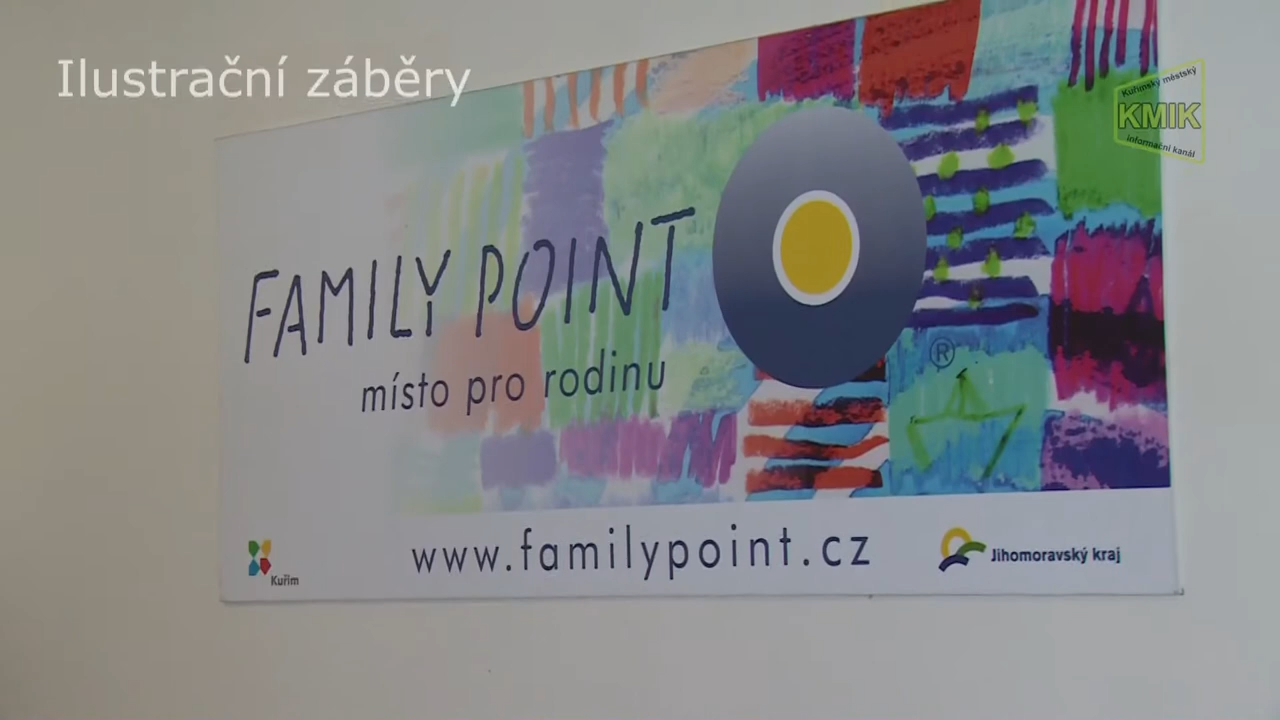 Ilustrační záběry
Kuřimský městský
KMIK
informační kanál
FAMILY POINT
®
místo pro rodinu
www.familypoint.cz
Kuřim
Jihomoravský kraj